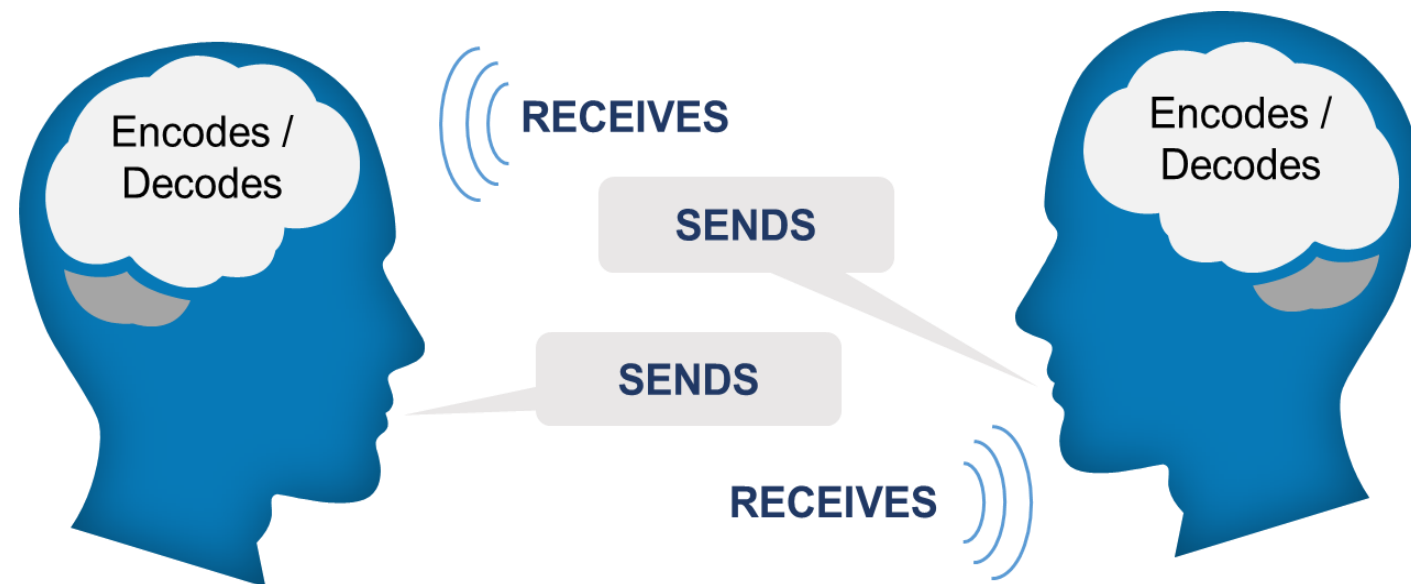 Encodes /
Decodes
RECEIVES
SENDS
SENDS
RECEIVES
Encodes /
Decodes